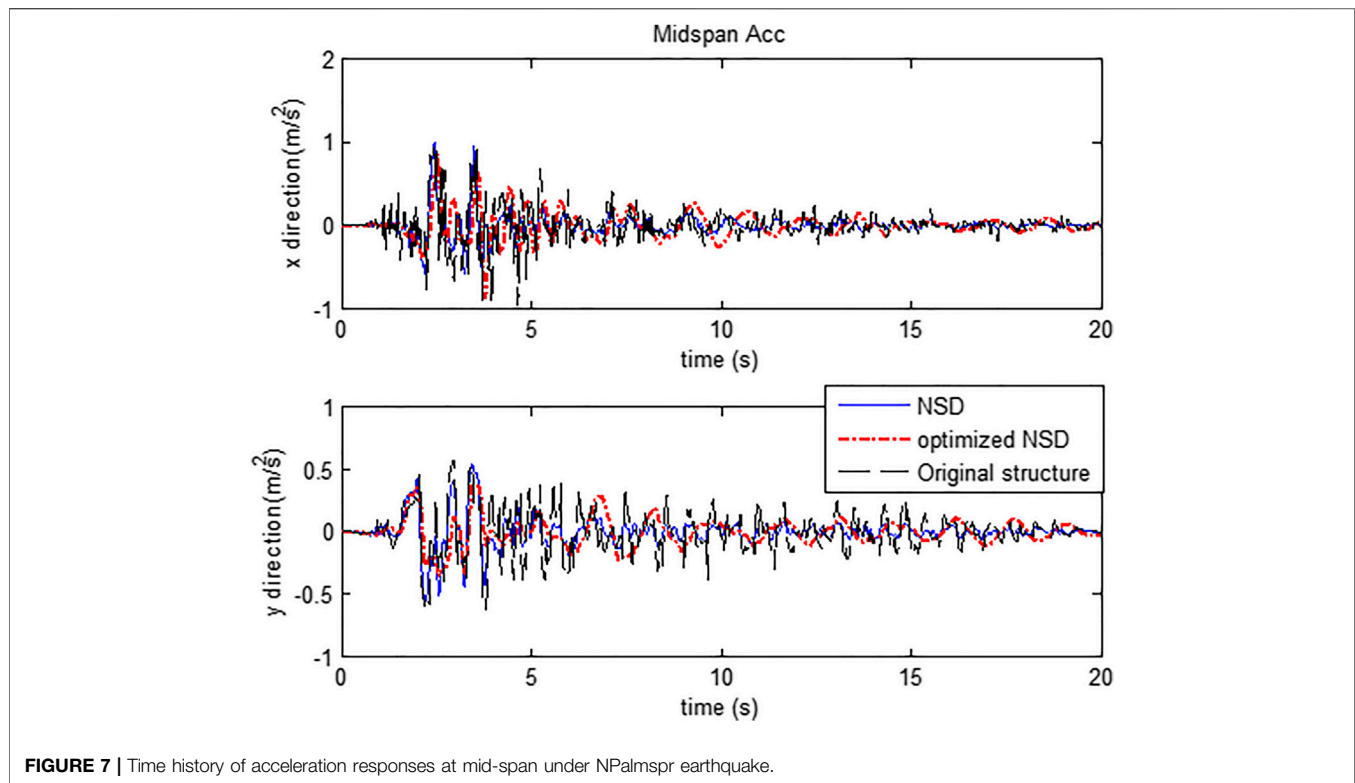 Midspan Acc
2
1
0
-1
x direction(m/s²)
0 5 10 15 20
time (s)
1
0.5
0
-0.5
-1
y direction(m/s²)
NSD
optimized NSD
Original structure
0 5 10 15 20
time (s)
FIGURE 7 | Time history of acceleration responses at mid-span under NPalmspr earthquake.